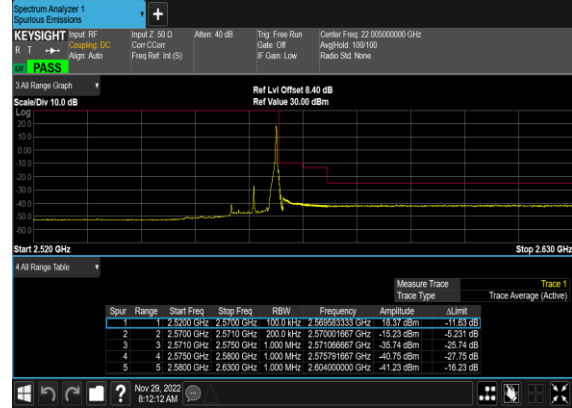 Spectrum Analyzer 1
Spurious Emissions
KEYSIGHT Input: RF Input Z: 50 Ω Atten: 40 dB Trig: Free Run Center Freq: 22.005000000 GHz
R T Coupling: DC Corr CCorr Gate: Off Avg|Hold: 100/100
Align: Auto Freq Ref: Int (S) IF Gain: Low Radio Std: None
PASS
3 All Range Graph
Ref Lvl Offset 8.40 dB
Scale/Div 10.0 dB Ref Value 30.00 dBm
Log
20.0
10.0
0.00
-10.0
-20.0
-30.0
-40.0
-50.0
-60.0
Start 2.520 GHz Stop 2.630 GHz
4 All Range Table
Measure Trace Trace 1
Trace Type Trace Average (Active)
Spur Range Start Freq Stop Freq RBW Frequency Amplitude ΔLimit
1 1 2.5200 GHz 2.5700 GHz 100.0 kHz 2.569583333 GHz 18.37 dBm -11.63 dB
2 2 2.5700 GHz 2.5710 GHz 200.0 kHz 2.570001667 GHz -15.23 dBm -5.231 dB
3 3 2.5710 GHz 2.5750 GHz 1.000 MHz 2.571066667 GHz -35.74 dBm -25.74 dB
4 4 2.5750 GHz 2.5800 GHz 1.000 MHz 2.575791667 GHz -40.75 dBm -27.75 dB
5 5 2.5800 GHz 2.6300 GHz 1.000 MHz 2.604000000 GHz -41.23 dBm -16.23 dB
Nov 29, 2022
8:12:12 AM